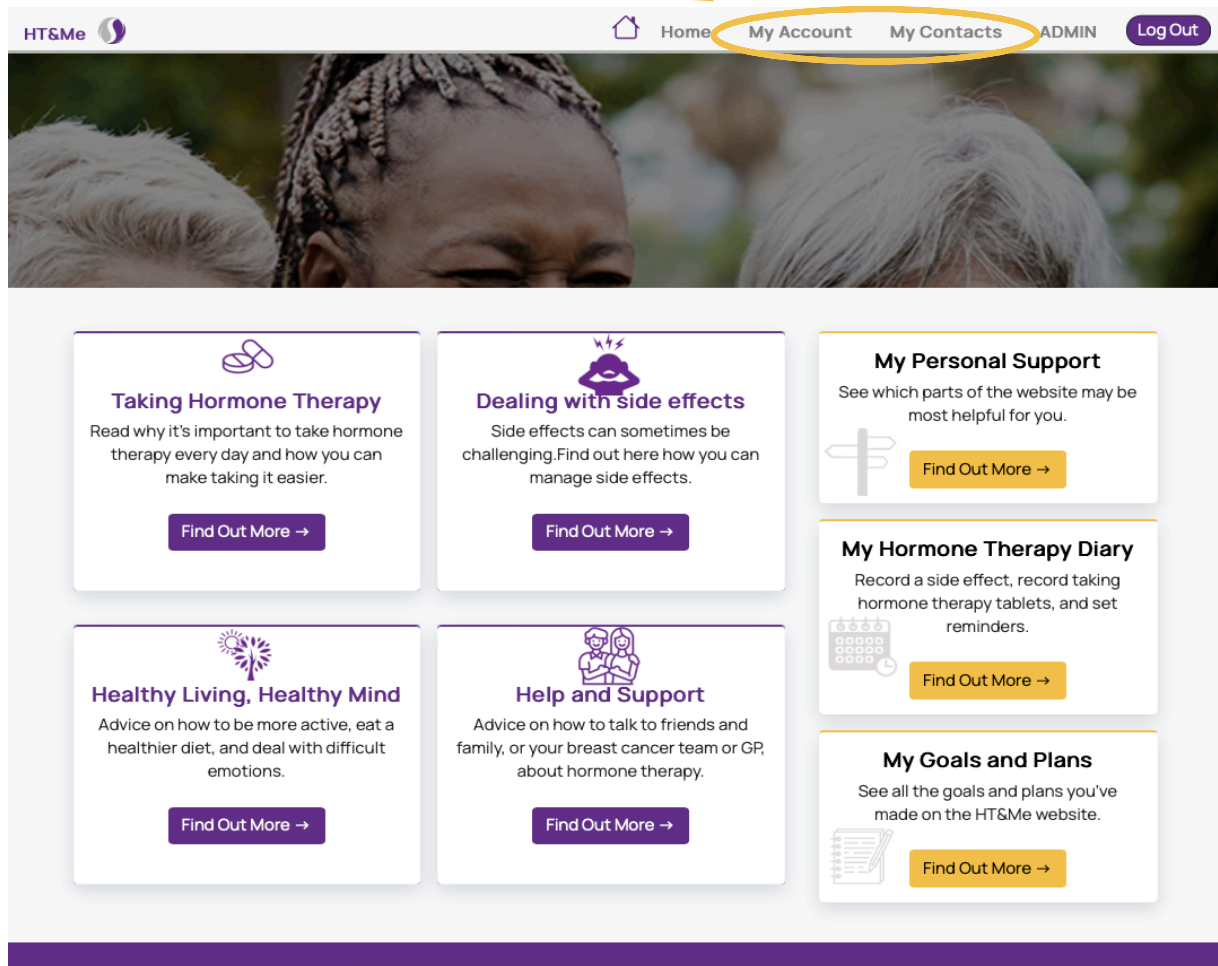 HT&Me
Home My Account My Contacts ADMIN Log Out
Taking Hormone Therapy
Read why it's important to take hormone
therapy every day and how you can
make taking it easier.
Find Out More →
Dealing with side effects
Side effects can sometimes be
challenging.Find out here how you can
manage side effects.
Find Out More →
Healthy Living, Healthy Mind
Advice on how to be more active, eat a
healthier diet, and deal with difficult
emotions.
Find Out More →
Help and Support
Advice on how to talk to friends and
family, or your breast cancer team or GP,
about hormone therapy.
Find Out More →
My Personal Support
See which parts of the website may be
most helpful for you.
Find Out More →
My Hormone Therapy Diary
Record a side effect, record taking
hormone therapy tablets, and set
reminders.
Find Out More →
My Goals and Plans
See all the goals and plans you've
made on the HT&Me website.
Find Out More →